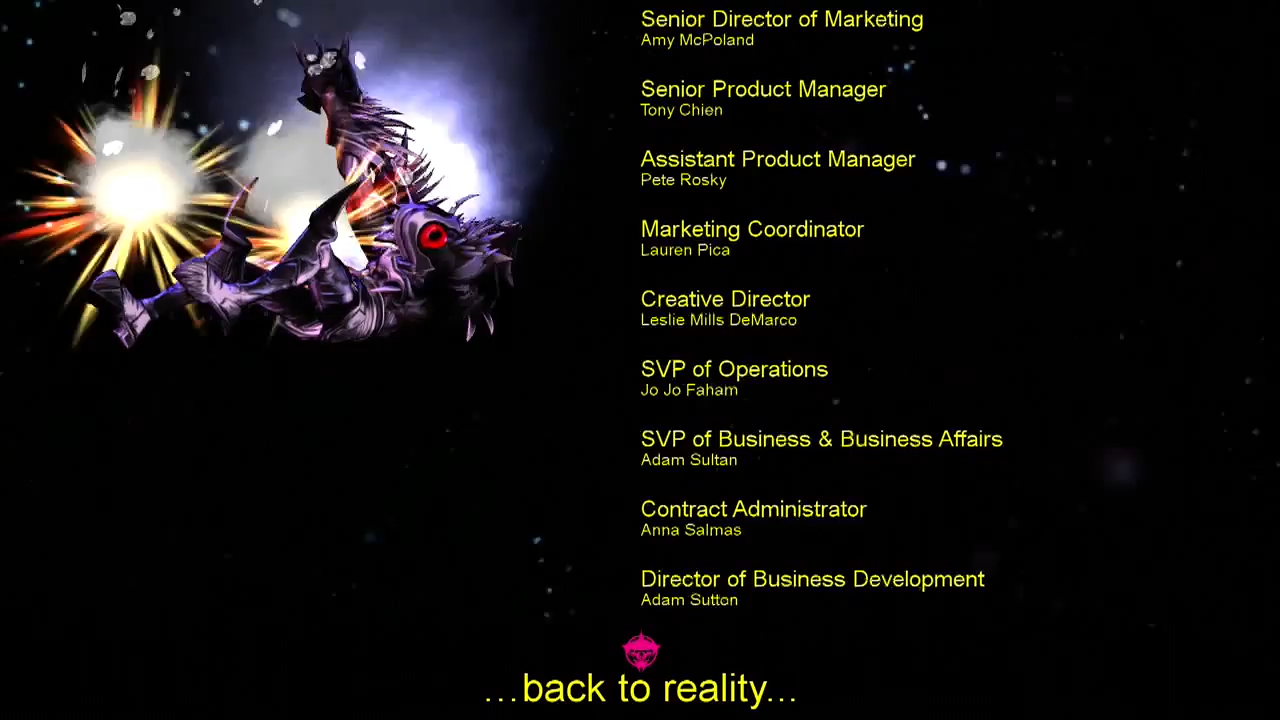 Senior Director of Marketing
Amy McPoland
Senior Product Manager
Tony Chien
Assistant Product Manager
Pete Rosky
Marketing Coordinator
Lauren Pica
Creative Director
Leslie Mills DeMarco
SVP of Operations
Jo Jo Faham
SVP of Business & Business Affairs
Adam Sultan
Contract Administrator
Anna Salmas
Director of Business Development
Adam Sutton
...back to reality...